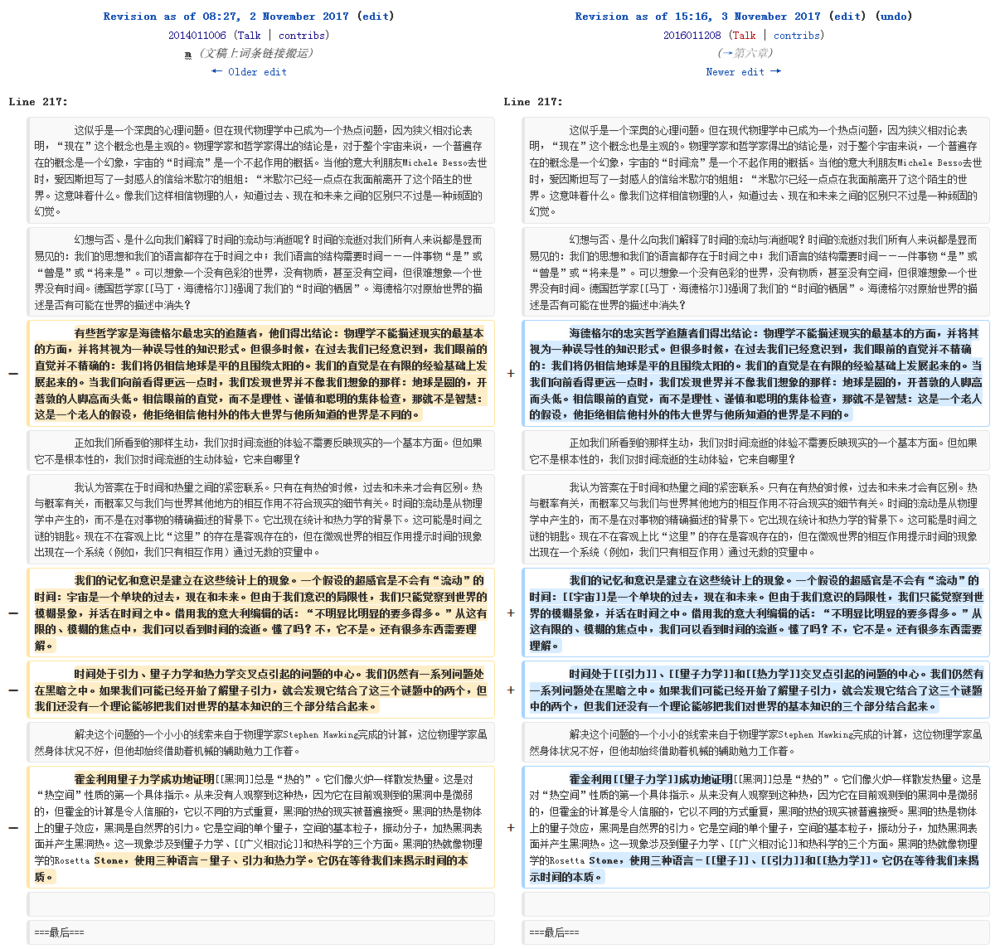 Revision as of 08:27, 2 November 2017 (edit)
2014011006 (Talk | contribs)
m (文稿上词条链接搬运)
← Older edit
Line 217:
这似乎是一个深奥的心理问题。但在现代物理学中已成为一个热点问题，因为狭义相对论表
明，“现在”这个概念也是主观的。物理学家和哲学家得出的结论是，对于整个宇宙来说，一个普遍存
在的概念是一个幻象，宇宙的“时间流”是一个不起作用的概括。当他的意大利朋友Michele Besso去世
时，爱因斯坦写了一封感人的信给米歇尔的姐姐：“米歇尔已经一点点在我面前离开了这个陌生的世
界。这意味着什么。像我们这样相信物理的人，知道过去、现在和未来之间的区别只不过是一种顽固的
幻觉。
幻想与否、是什么向我们解释了时间的流动与消逝呢？时间的流逝对我们所有人来说都是显而
易见的：我们的思想和我们的语言都存在于时间之中；我们语言的结构需要时间－－一件事物“是”或
“曾是”或“将来是”。可以想象一个没有色彩的世界，没有物质，甚至没有空间，但很难想象一个世
界没有时间。德国哲学家[[马丁·海德格尔]]强调了我们的“时间的栖居”。海德格尔对原始世界的描
述是否有可能在世界的描述中消失？
− 有些哲学家是海德格尔最忠实的追随者，他们得出结论：物理学不能描述现实的最基本
的方面，并将其视为一种误导性的知识形式。但很多时候，在过去我们已经意识到，我们眼前的
直觉并不精确的：我们将仍相信地球是平的且围绕太阳的。我们的直觉是在有限的经验基础上发
展起来的。当我们向前看得更远一点时，我们发现世界并不像我们想象的那样：地球是圆的，开
普敦的人脚高而头低。相信眼前的直觉，而不是理性、谨慎和聪明的集体检查，那就不是智慧：
这是一个老人的假设，他拒绝相信他村外的伟大世界与他所知道的世界是不同的。
正如我们所看到的那样生动，我们对时间流逝的体验不需要反映现实的一个基本方面。但如果
它不是根本性的，我们对时间流逝的生动体验，它来自哪里？
我认为答案在于时间和热量之间的紧密联系。只有在有热的时候，过去和未来才会有区别。热
与概率有关，而概率又与我们与世界其他地方的相互作用不符合现实的细节有关。时间的流动是从物理
学中产生的，而不是在对事物的精确描述的背景下。它出现在统计和热力学的背景下。这可能是时间之
谜的钥匙。现在不在客观上比“这里”的存在是客观存在的，但在微观世界的相互作用提示时间的现象
出现在一个系统（例如，我们只有相互作用）通过无数的变量中。
− 我们的记忆和意识是建立在这些统计上的现象。一个假设的超感官是不会有“流动”的
时间：宇宙是一个单块的过去，现在和未来。但由于我们意识的局限性，我们只能觉察到世界的
模糊景象，并活在时间之中。借用我的意大利编辑的话：“不明显比明显的要多得多。”从这有
限的、模糊的焦点中，我们可以看到时间的流逝。懂了吗？不，它不是。还有很多东西需要理
解。
− 时间处于引力、量子力学和热力学交叉点引起的问题的中心。我们仍然有一系列问题处
在黑暗之中。如果我们可能已经开始了解量子引力，就会发现它结合了这三个谜题中的两个，但
我们还没有一个理论能够把我们对世界的基本知识的三个部分结合起来。
解决这个问题的一个小小的线索来自于物理学家Stephen Hawking完成的计算，这位物理学家虽
然身体状况不好，但他却始终借助着机械的辅助勉力工作着。
− 霍金利用量子力学成功地证明[[黑洞]]总是“热的”。它们像火炉一样散发热量。这是对
“热空间”性质的第一个具体指示。从来没有人观察到这种热，因为它在目前观测到的黑洞中是微弱
的，但霍金的计算是令人信服的，它以不同的方式重复，黑洞的热的现实被普遍接受。黑洞的热是物体
上的量子效应，黑洞是自然界的引力。它是空间的单个量子，空间的基本粒子，振动分子，加热黑洞表
面并产生黑洞热。这一现象涉及到量子力学、[[广义相对论]]和热科学的三个方面。黑洞的热就像物理
学的Rosetta Stone，使用三种语言－量子、引力和热力学。它仍在等待我们来揭示时间的本
质。
===最后===
Revision as of 15:16, 3 November 2017 (edit) (undo)
2016011208 (Talk | contribs)
(→第六章)
Newer edit →
Line 217:
这似乎是一个深奥的心理问题。但在现代物理学中已成为一个热点问题，因为狭义相对论表
明，“现在”这个概念也是主观的。物理学家和哲学家得出的结论是，对于整个宇宙来说，一个普遍存
在的概念是一个幻象，宇宙的“时间流”是一个不起作用的概括。当他的意大利朋友Michele Besso去世
时，爱因斯坦写了一封感人的信给米歇尔的姐姐：“米歇尔已经一点点在我面前离开了这个陌生的世
界。这意味着什么。像我们这样相信物理的人，知道过去、现在和未来之间的区别只不过是一种顽固的
幻觉。
幻想与否、是什么向我们解释了时间的流动与消逝呢？时间的流逝对我们所有人来说都是显而
易见的：我们的思想和我们的语言都存在于时间之中；我们语言的结构需要时间－－一件事物“是”或
“曾是”或“将来是”。可以想象一个没有色彩的世界，没有物质，甚至没有空间，但很难想象一个世
界没有时间。德国哲学家[[马丁·海德格尔]]强调了我们的“时间的栖居”。海德格尔对原始世界的描
述是否有可能在世界的描述中消失？
+ 海德格尔的忠实哲学追随者们得出结论：物理学不能描述现实的最基本的方面，并将其
视为一种误导性的知识形式。但很多时候，在过去我们已经意识到，我们眼前的直觉并不精确
的：我们将仍相信地球是平的且围绕太阳的。我们的直觉是在有限的经验基础上发展起来的。当
我们向前看得更远一点时，我们发现世界并不像我们想象的那样：地球是圆的，开普敦的人脚高
而头低。相信眼前的直觉，而不是理性、谨慎和聪明的集体检查，那就不是智慧：这是一个老人
的假设，他拒绝相信他村外的伟大世界与他所知道的世界是不同的。
正如我们所看到的那样生动，我们对时间流逝的体验不需要反映现实的一个基本方面。但如果
它不是根本性的，我们对时间流逝的生动体验，它来自哪里？
我认为答案在于时间和热量之间的紧密联系。只有在有热的时候，过去和未来才会有区别。热
与概率有关，而概率又与我们与世界其他地方的相互作用不符合现实的细节有关。时间的流动是从物理
学中产生的，而不是在对事物的精确描述的背景下。它出现在统计和热力学的背景下。这可能是时间之
谜的钥匙。现在不在客观上比“这里”的存在是客观存在的，但在微观世界的相互作用提示时间的现象
出现在一个系统（例如，我们只有相互作用）通过无数的变量中。
+ 我们的记忆和意识是建立在这些统计上的现象。一个假设的超感官是不会有“流动”的
时间：[[宇宙]]是一个单块的过去，现在和未来。但由于我们意识的局限性，我们只能觉察到世
界的模糊景象，并活在时间之中。借用我的意大利编辑的话：“不明显比明显的要多得多。”从
这有限的、模糊的焦点中，我们可以看到时间的流逝。懂了吗？不，它不是。还有很多东西需要
理解。
+ 时间处于[[引力]]、[[量子力学]]和[[热力学]]交叉点引起的问题的中心。我们仍然有
一系列问题处在黑暗之中。如果我们可能已经开始了解量子引力，就会发现它结合了这三个谜题
中的两个，但我们还没有一个理论能够把我们对世界的基本知识的三个部分结合起来。
解决这个问题的一个小小的线索来自于物理学家Stephen Hawking完成的计算，这位物理学家虽
然身体状况不好，但他却始终借助着机械的辅助勉力工作着。
+ 霍金利用[[量子力学]]成功地证明[[黑洞]]总是“热的”。它们像火炉一样散发热量。这是
对“热空间”性质的第一个具体指示。从来没有人观察到这种热，因为它在目前观测到的黑洞中是微弱
的，但霍金的计算是令人信服的，它以不同的方式重复，黑洞的热的现实被普遍接受。黑洞的热是物体
上的量子效应，黑洞是自然界的引力。它是空间的单个量子，空间的基本粒子，振动分子，加热黑洞表
面并产生黑洞热。这一现象涉及到量子力学、[[广义相对论]]和热科学的三个方面。黑洞的热就像物理
学的Rosetta Stone，使用三种语言－[[量子]]、[[引力]]和[[热力学]]。它仍在等待我们来揭
示时间的本质。
===最后===